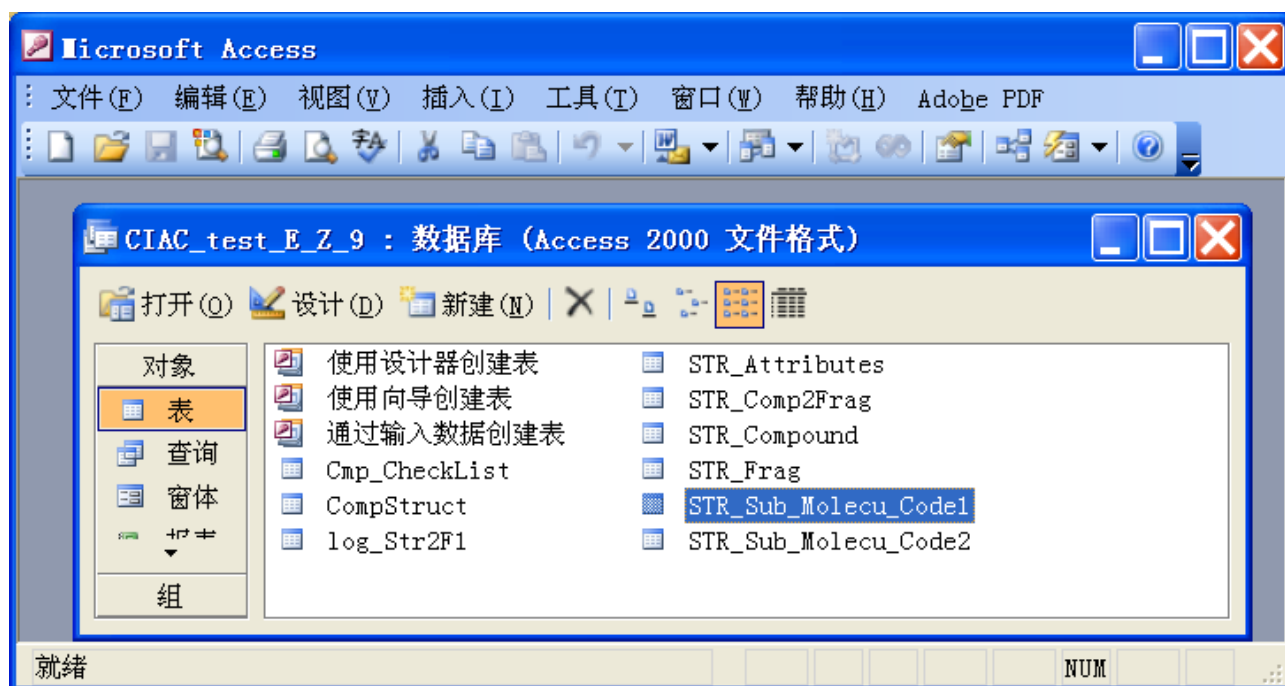 Microsoft Access
文件(F) 编辑(E) 视图(V) 插入(I) 工具(T) 窗口(W) 帮助(H) Adobe PDF
CIAC_test_E_Z_9 : 数据库 (Access 2000 文件格式)
打开(O) 设计(D) 新建(N)
对象
表
查询
窗体
报表
组
使用设计器创建表
使用向导创建表
通过输入数据创建表
Cmp_CheckList
CompStruct
log_Str2F1
STR_Attributes
STR_Comp2Frag
STR_Compound
STR_Frag
STR_Sub_Molecu_Code1
STR_Sub_Molecu_Code2
就绪
NUM